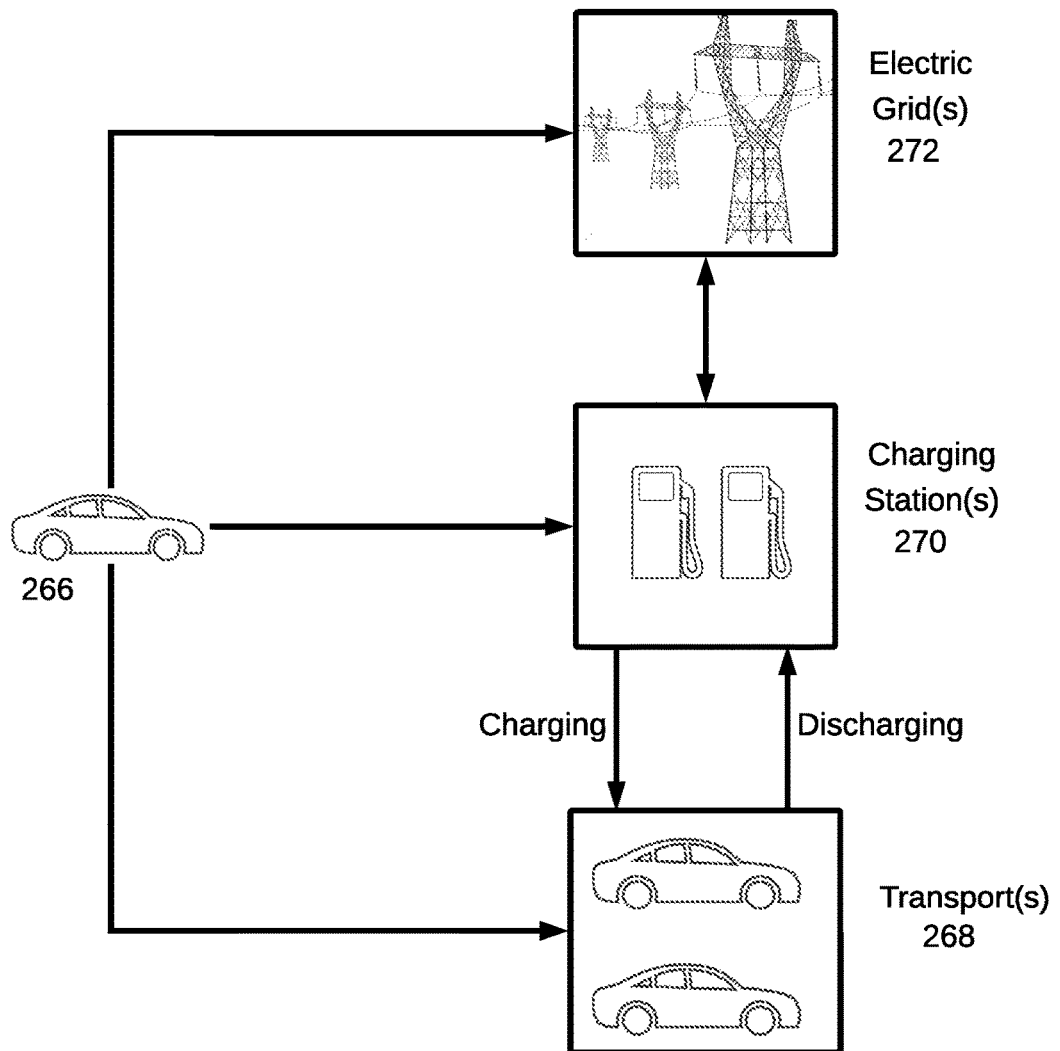 Electric
Grid(s)
272
Charging
Station(s)
270
266
Charging
Discharging
Transport(s)
268